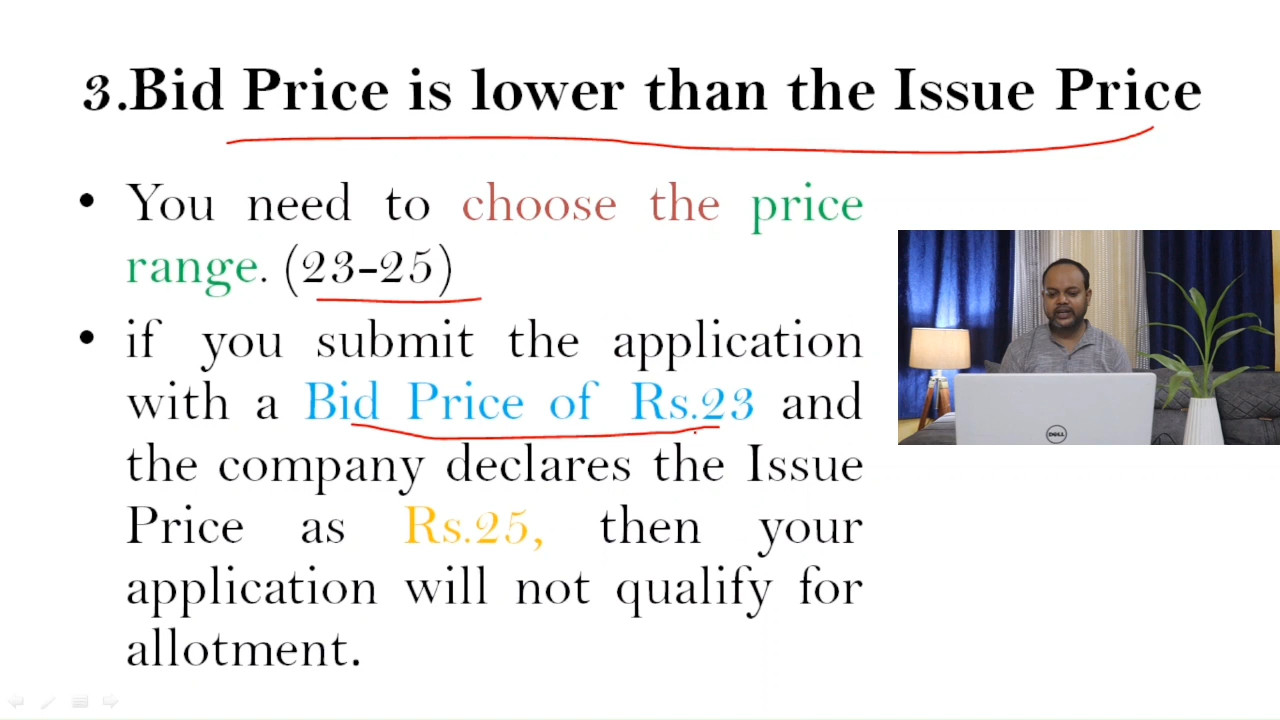 3.Bid Price is lower than the Issue Price
• You need to choose the price
range. (23-25)
• if you submit the application
with a Bid Price of Rs.23 and
the company declares the Issue
Price as Rs.25, then your
application will not qualify for
allotment.
DELL